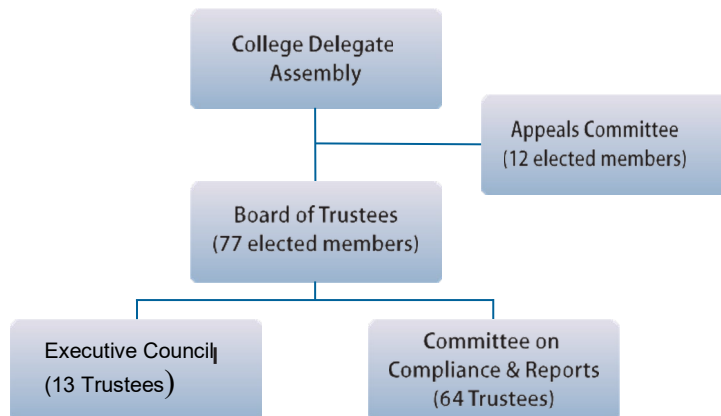 College Delegate
Assembly
Appeals Committee
(12 elected members)
Board of Trustees
(77 elected members)
Executive Council
(13 Trustees)
Committee on
Compliance & Reports
(64 Trustees)